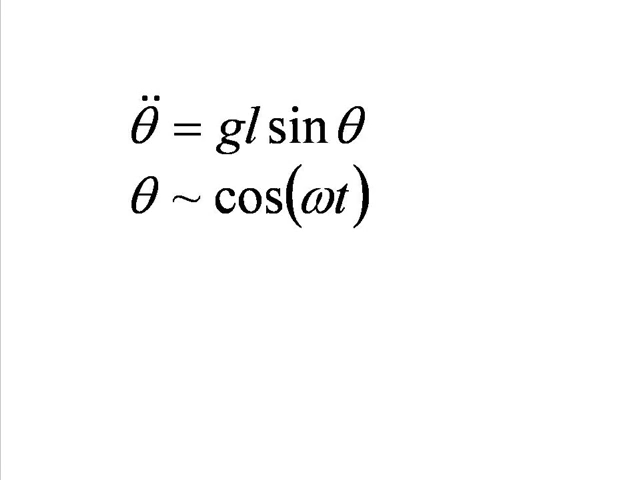 θ̈ = gl sin θ
θ ~ cos(ωt)